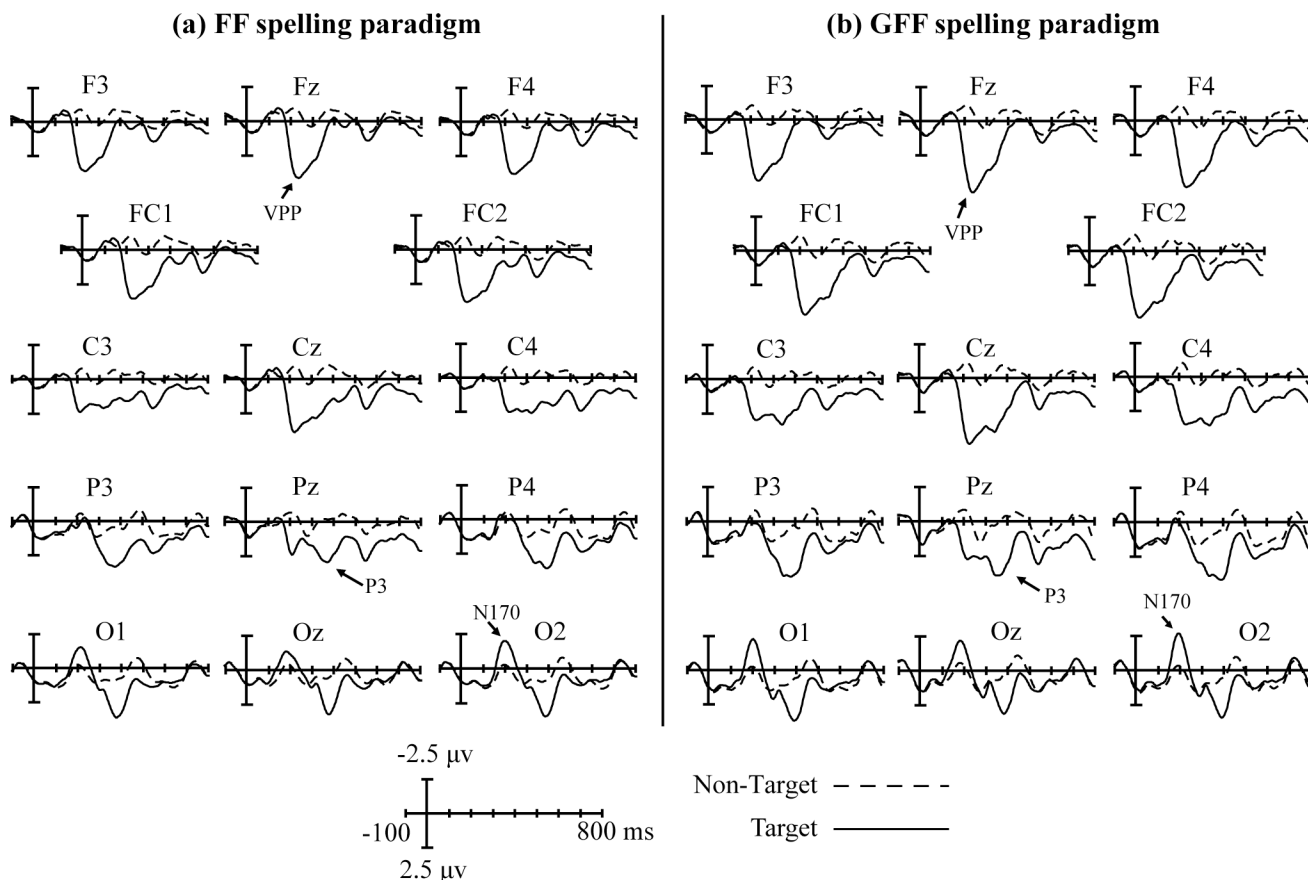 (a) FF spelling paradigm
F3 Fz F4
VPP
FC1 FC2
C3 Cz C4
P3 Pz P4
P3
N170
O1 Oz O2
(b) GFF spelling paradigm
F3 Fz F4
VPP
FC1 FC2
C3 Cz C4
P3 Pz P4
P3
N170
O1 Oz O2
-2.5 μv
-100 800 ms
2.5 μv
Non-Target
Target